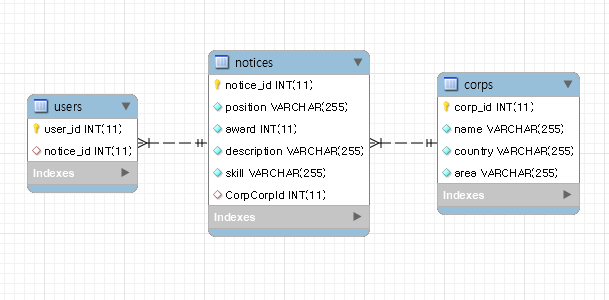 users
user_id INT(11)
notice_id INT(11)
Indexes
notices
notice_id INT(11)
position VARCHAR(255)
award INT(11)
description VARCHAR(255)
skill VARCHAR(255)
CorpCorpId INT(11)
Indexes
corps
corp_id INT(11)
name VARCHAR(255)
country VARCHAR(255)
area VARCHAR(255)
Indexes